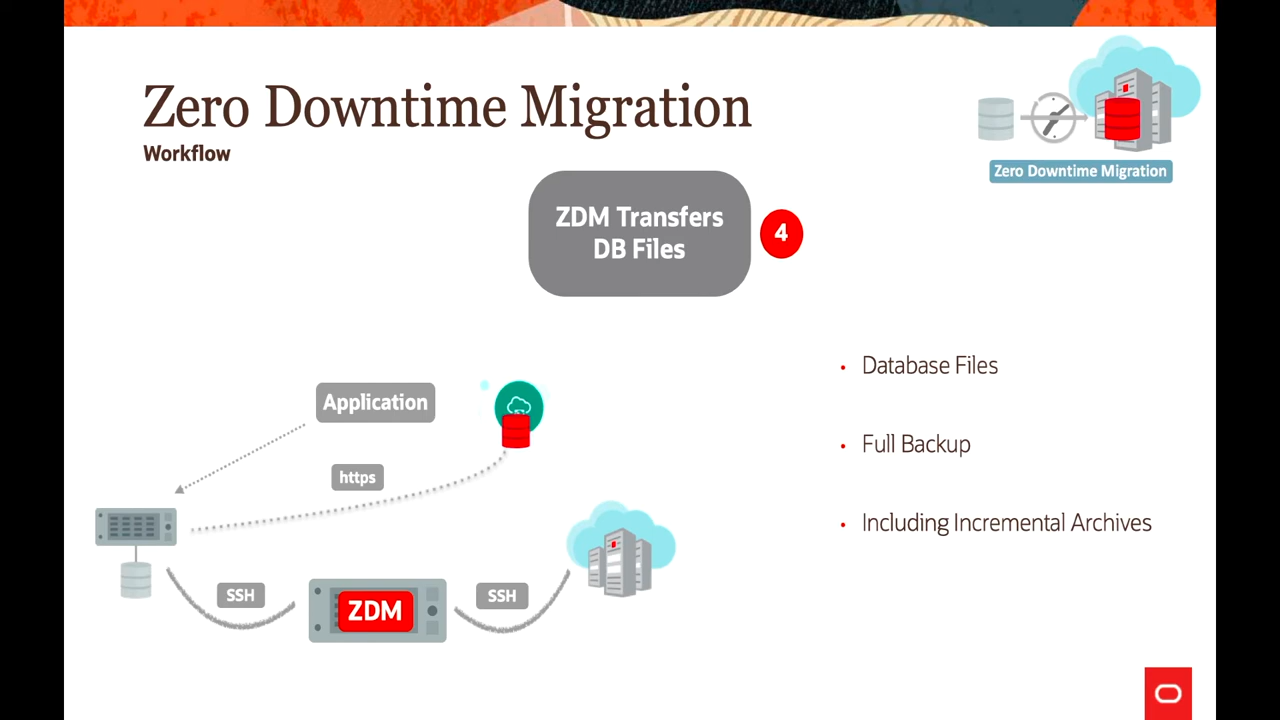 Zero Downtime Migration
Workflow
Zero Downtime Migration
ZDM Transfers
DB Files
4
Application
https
SSH
ZDM
SSH
• Database Files
• Full Backup
• Including Incremental Archives